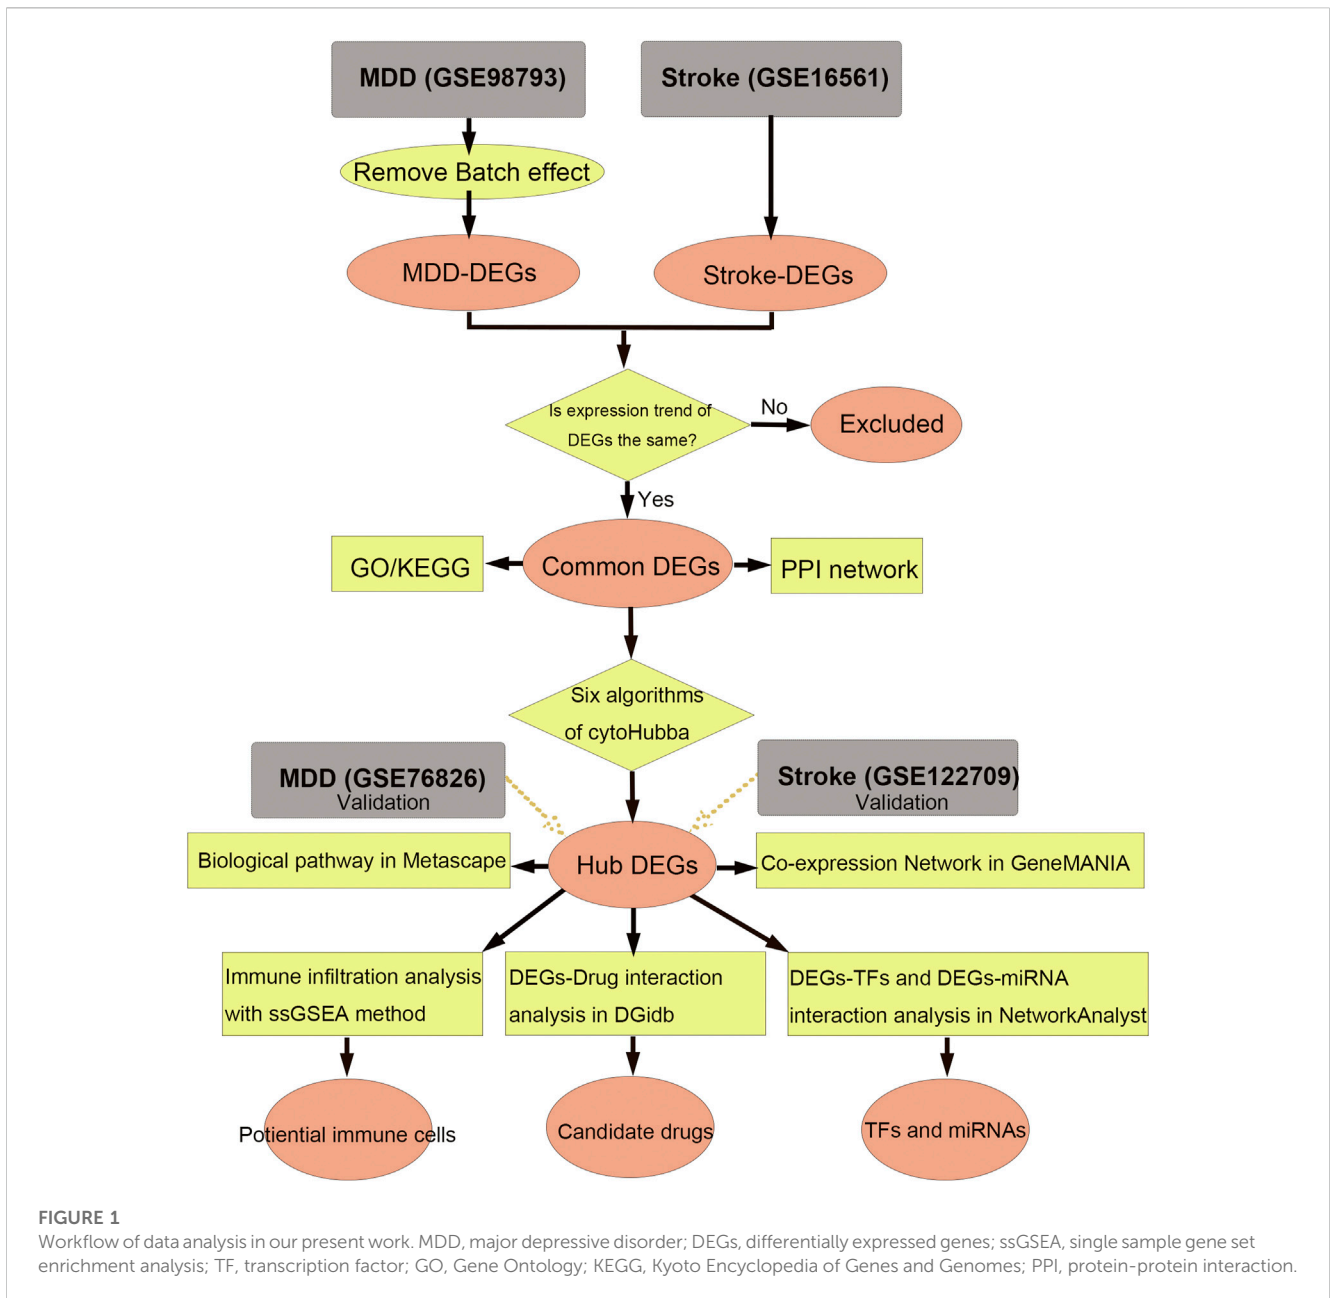 MDD (GSE98793)
Stroke (GSE16561)
Remove Batch effect
MDD-DEGs
Stroke-DEGs
Is expression trend of
DEGs the same?
No
Excluded
Yes
GO/KEGG
Common DEGs
PPI network
Six algorithms
of cytoHubba
MDD (GSE76826)
Validation
Stroke (GSE122709)
Validation
Biological pathway in Metascape
Hub DEGs
Co-expression Network in GeneMANIA
Immune infiltration analysis
with ssGSEA method
DEGs-Drug interaction
analysis in DGidb
DEGs-TFs and DEGs-miRNA
interaction analysis in NetworkAnalyst
Potiential immune cells
Candidate drugs
TFs and miRNAs
FIGURE 1
Workflow of data analysis in our present work. MDD, major depressive disorder; DEGs, differentially expressed genes; ssGSEA, single sample gene set
enrichment analysis; TF, transcription factor; GO, Gene Ontology; KEGG, Kyoto Encyclopedia of Genes and Genomes; PPI, protein-protein interaction.